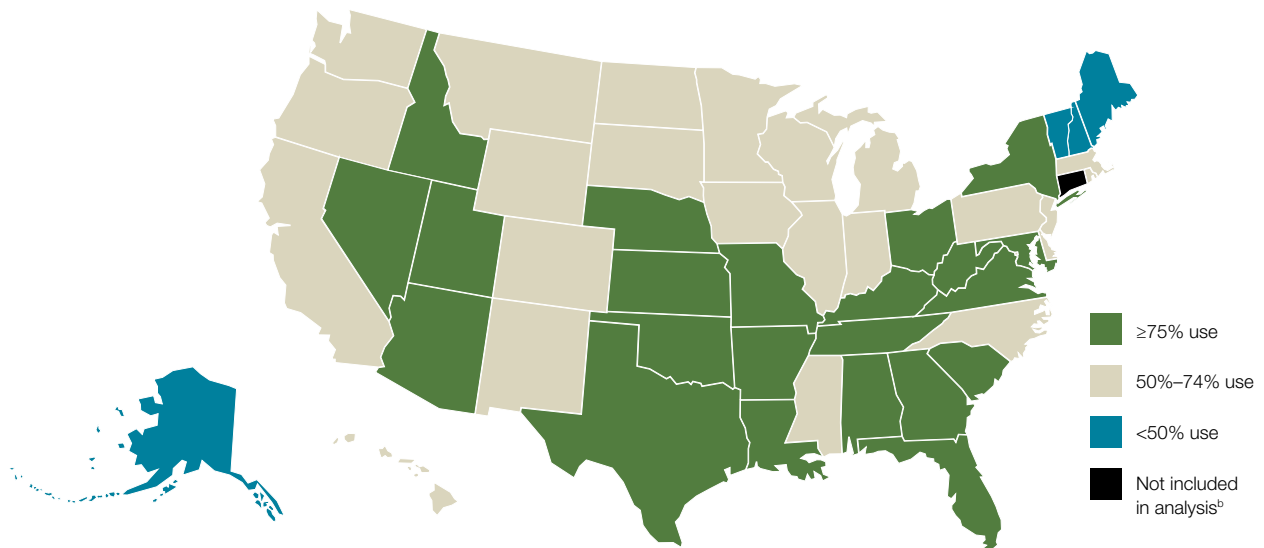 ≥75% use
50%–74% use
<50% use
Not included
in analysisᵇ